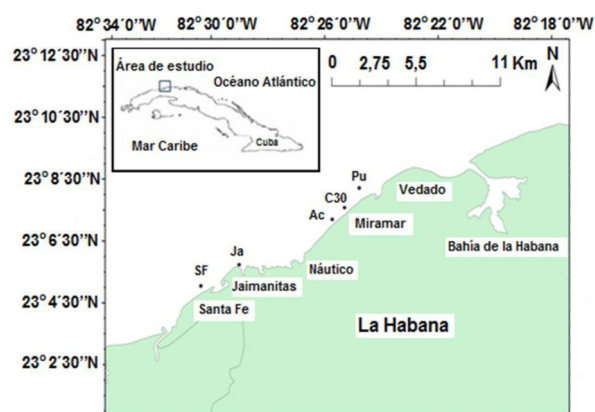 82°34'0"W 82°30'0"W 82°26'0"W 82°22'0"W 82°18'0"W
23°12´30´´N
23°10´30´´N
23°8´30´´N
23°6´30´´N
23°4´30´´N
23°2´30´´N
Área de estudio
Océano Atlántico
Cuba
Mar Caribe
0 2,75 5,5 11 Km
N
Pu
Vedado
C30
Ac
Miramar
Bahía de la Habana
Ja
Náutico
SF
Jaimanitas
Santa Fe
La Habana